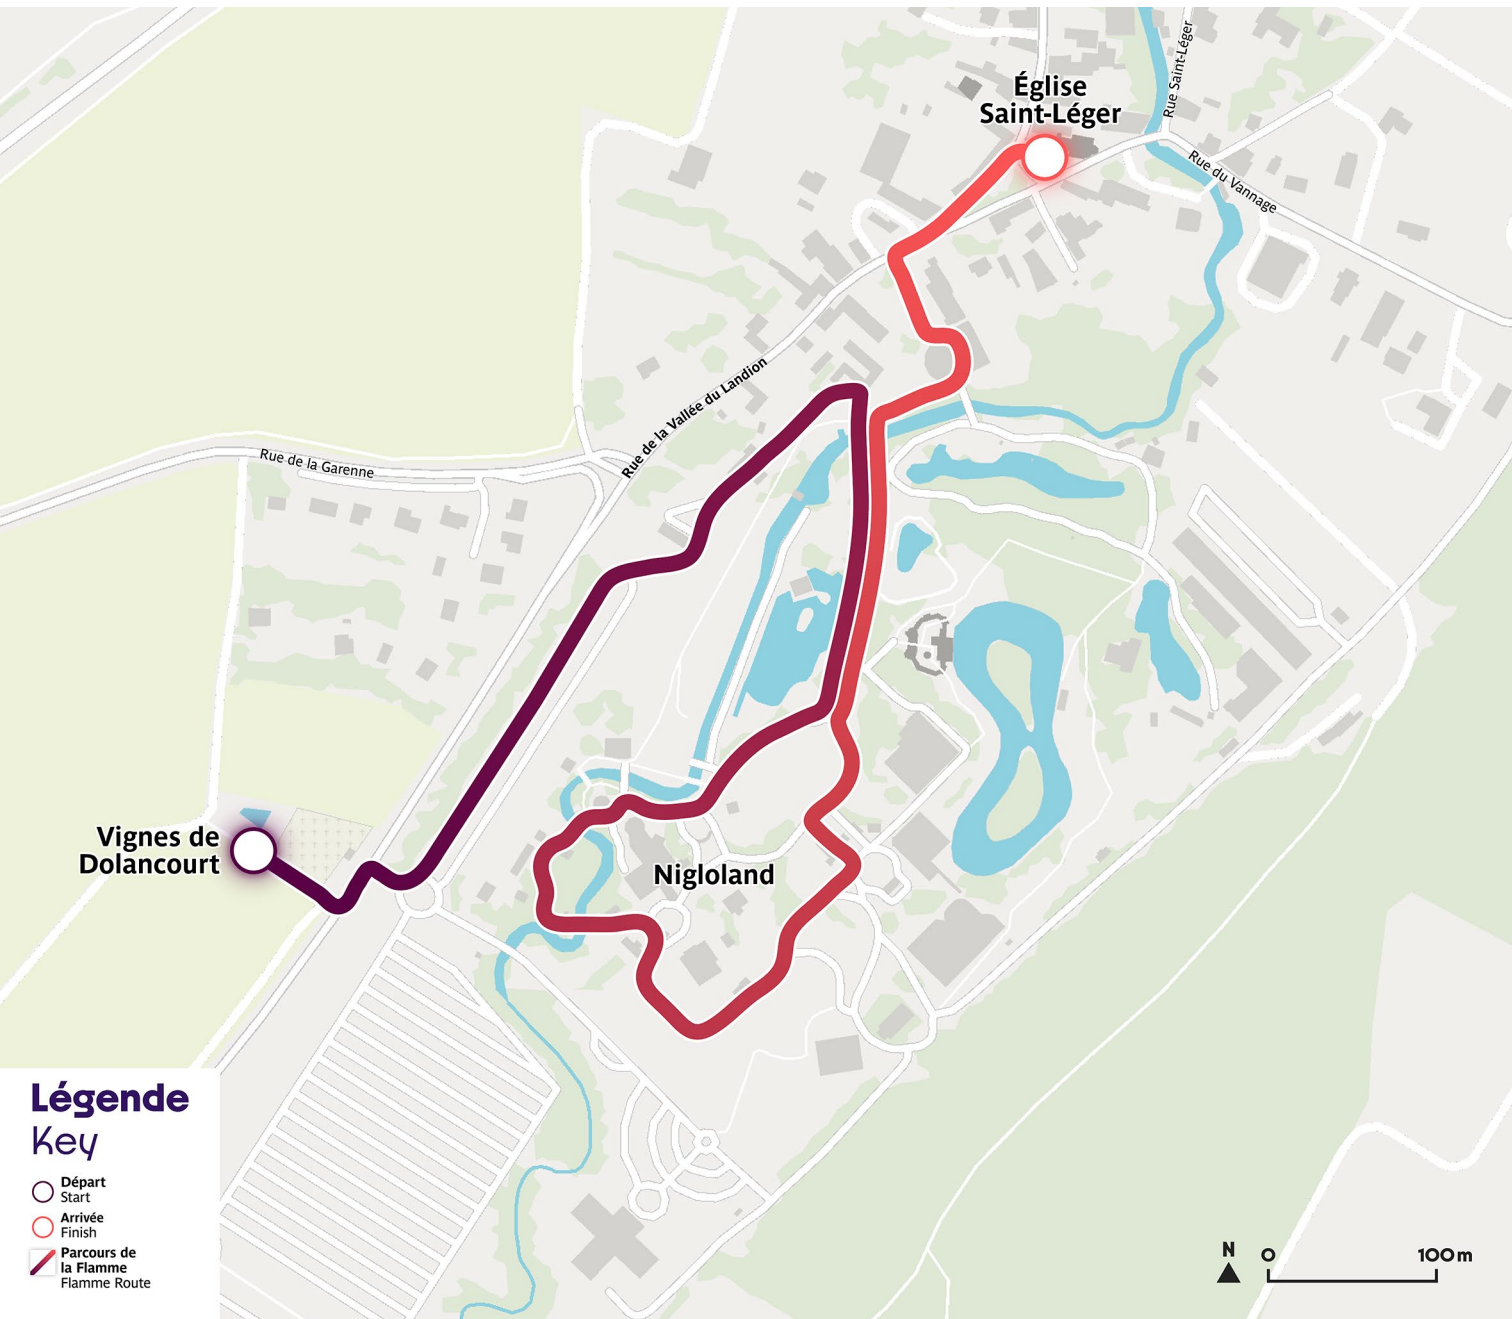 Église
Saint-Léger
Rue Saint-Léger
Rue du Vannage
Rue de la Vallée du Landion
Rue de la Garenne
Vignes de
Dolancourt
Nigloland
Légende
Key
Départ
Start
Arrivée
Finish
Parcours de
la Flamme
Flamme Route
N
0 100m